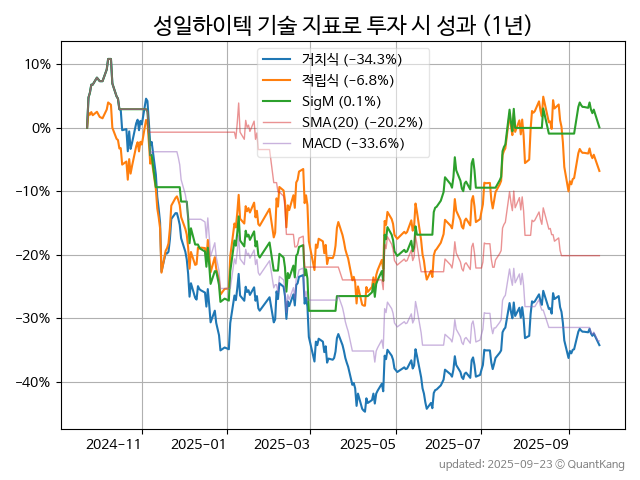 성일하이텍 기술 지표로 투자 시 성과 (1년)
거치식 (−34.3%)
적립식 (−6.8%)
SigM (0.1%)
SMA(20) (−20.2%)
MACD (−33.6%)
10%
0%
−10%
−20%
−30%
−40%
2024-11
2025-01
2025-03
2025-05
2025-07
2025-09
updated: 2025-09-23 ⓒ QuantKang